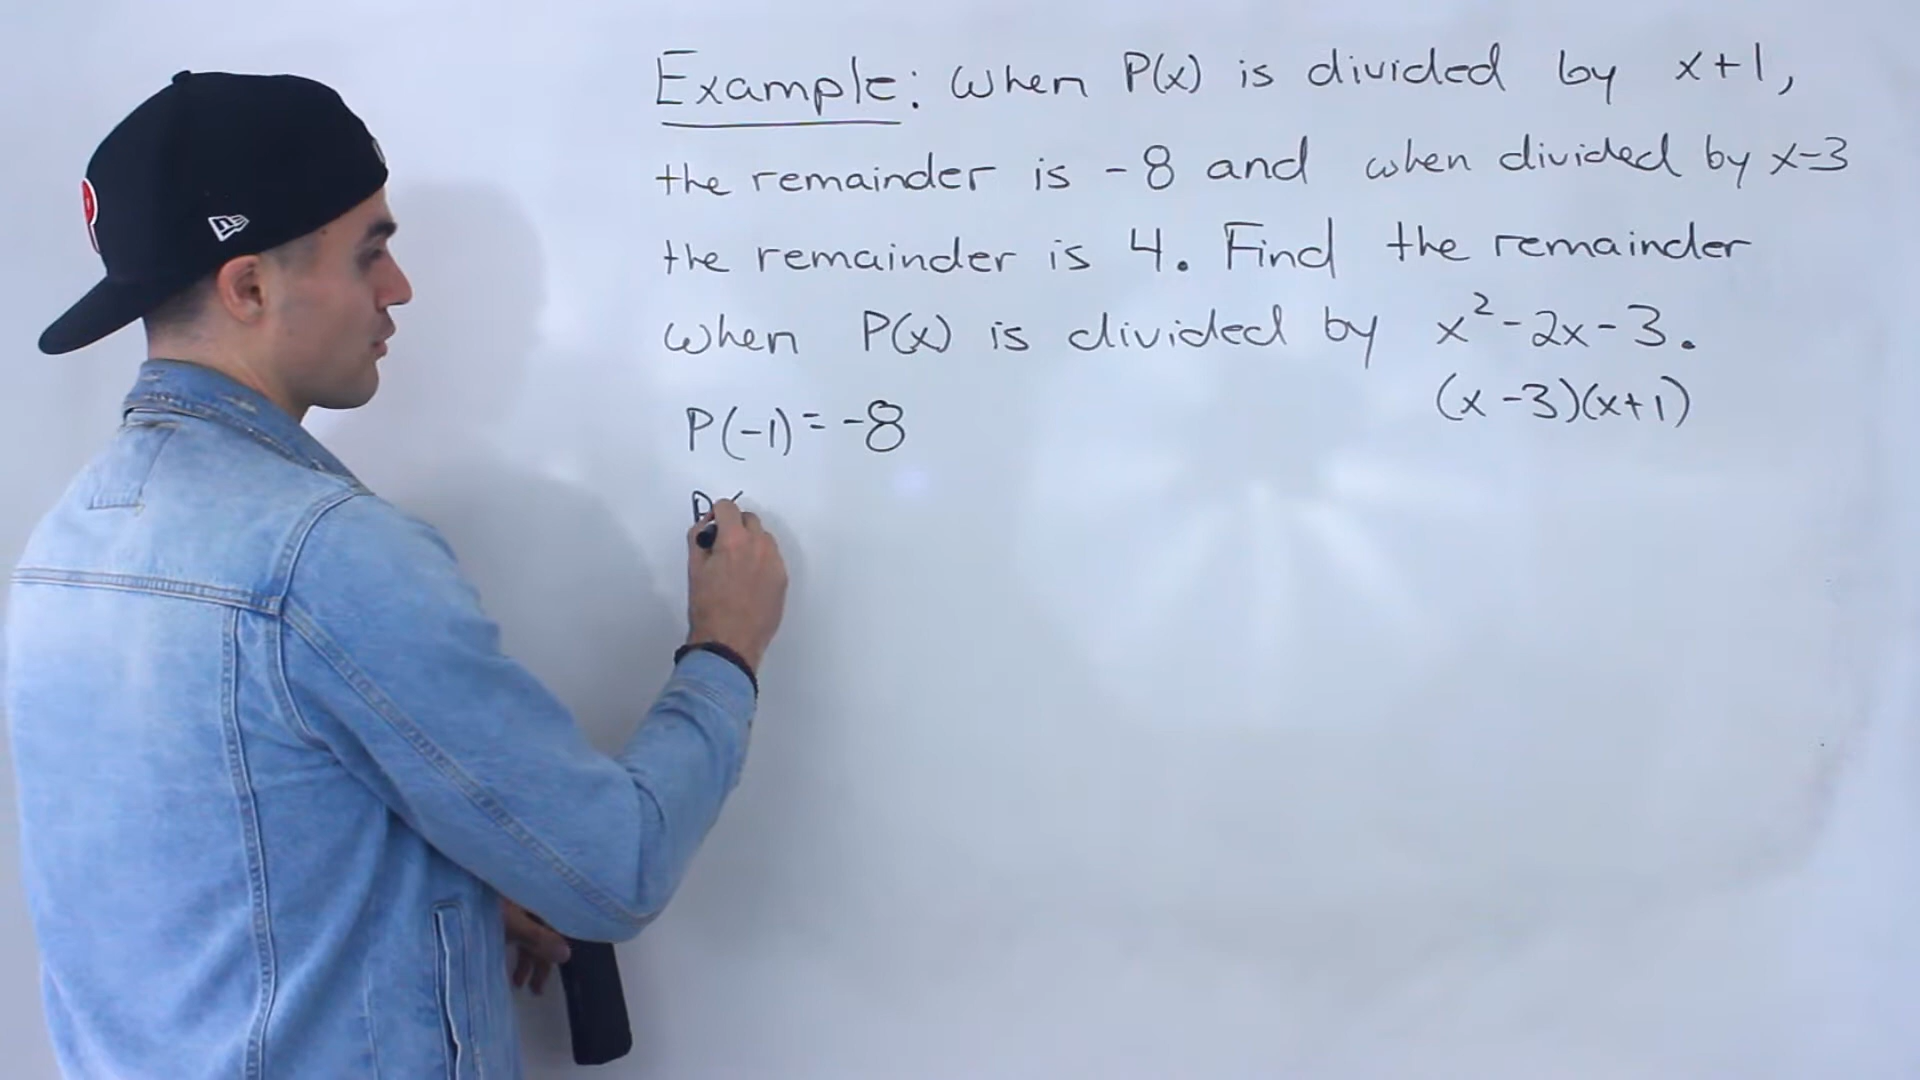 Example: When P(x) is divided by x+1,
the remainder is -8 and when divided by x-3
the remainder is 4. Find the remainder
when P(x) is divided by x²-2x-3.
(x-3)(x+1)
P(-1)=-8
P(